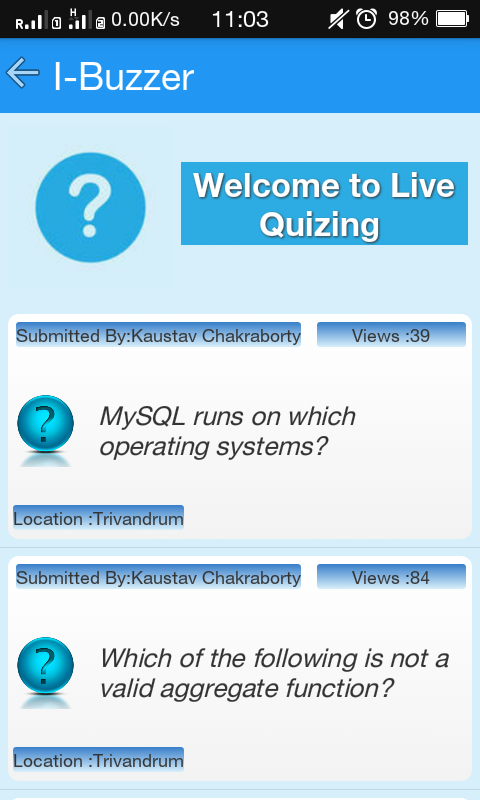 R 1 H 2 0.00K/s 11:03 98%
I-Buzzer
?
Welcome to Live
Quizing
Submitted By:Kaustav Chakraborty Views :39
?
MySQL runs on which
operating systems?
Location :Trivandrum
Submitted By:Kaustav Chakraborty Views :84
?
Which of the following is not a
valid aggregate function?
Location :Trivandrum